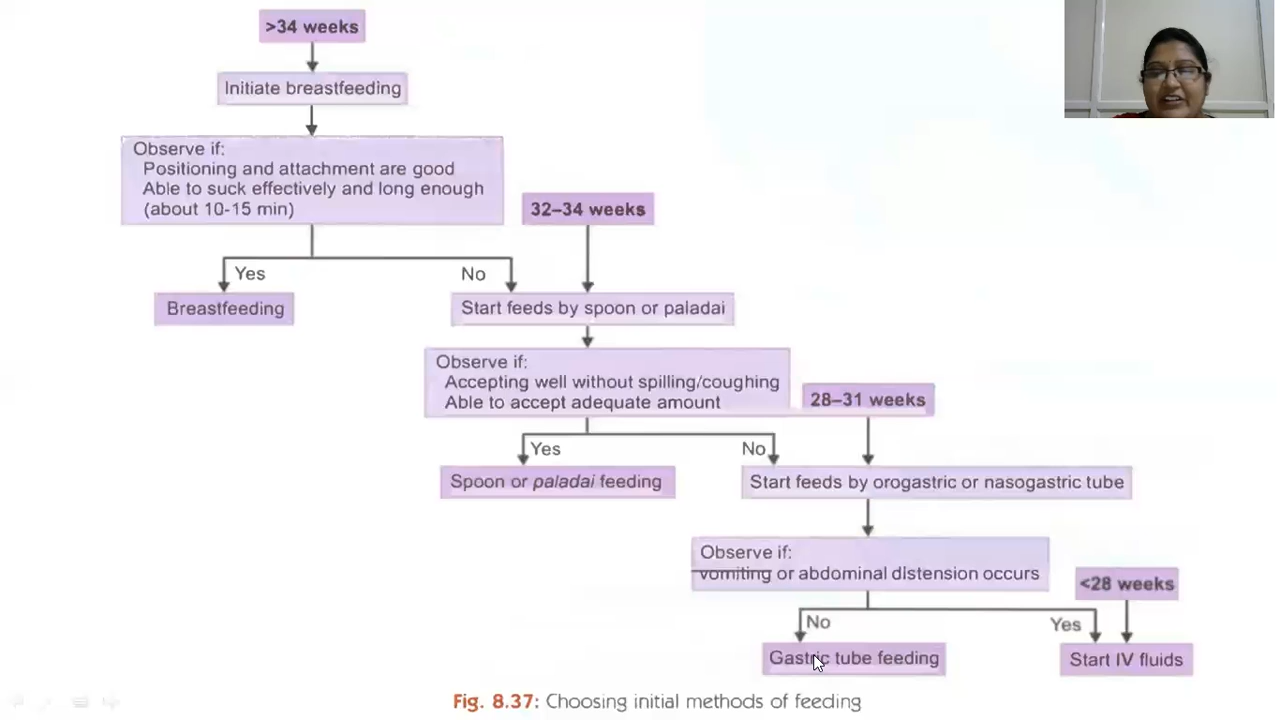 >34 weeks
Initiate breastfeeding
Observe if:
Positioning and attachment are good
Able to suck effectively and long enough
(about 10-15 min)
32–34 weeks
Yes
No
Breastfeeding
Start feeds by spoon or paladai
Observe if:
Accepting well without spilling/coughing
Able to accept adequate amount
28–31 weeks
Yes
No
Spoon or paladai feeding
Start feeds by orogastric or nasogastric tube
Observe if:
vomiting or abdominal distension occurs
<28 weeks
No
Yes
Gastric tube feeding
Start IV fluids
Fig. 8.37: Choosing initial methods of feeding